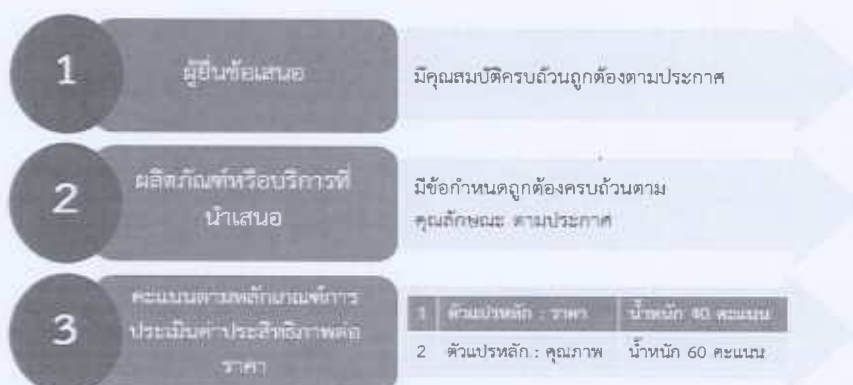 1
ผู้ยื่นข้อเสนอ
มีคุณสมบัติครบถ้วนถูกต้องตามประกาศ
2
ผลิตภัณฑ์หรือบริการที่
นำเสนอ
มีข้อกำหนดถูกต้องครบถ้วนตาม
คุณลักษณะ ตามประกาศ
3
คะแนนตามหลักเกณฑ์การ
ประเมินค่าประสิทธิภาพต่อ
ราคา
1 ตัวแปรหลัก : ราคา น้ำหนัก 40 คะแนน
2 ตัวแปรหลัก : คุณภาพ น้ำหนัก 60 คะแนน